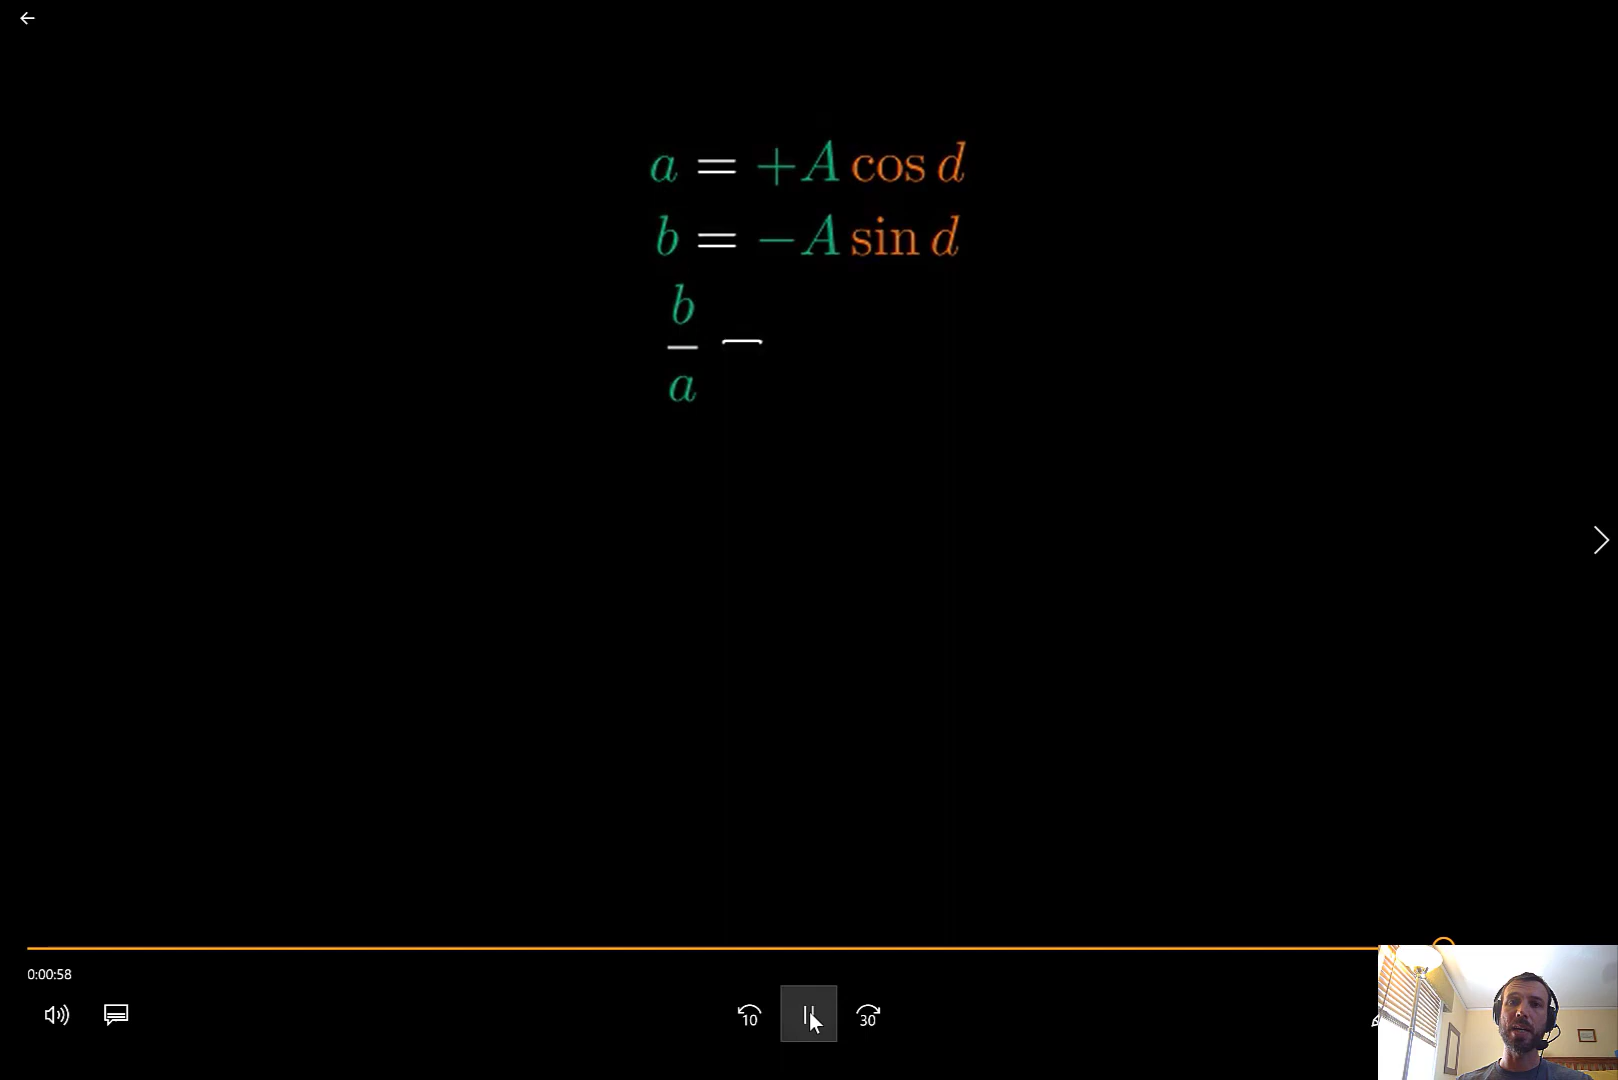 a = +A cos d
b = −A sin d
b
a
0:00:58
10
30